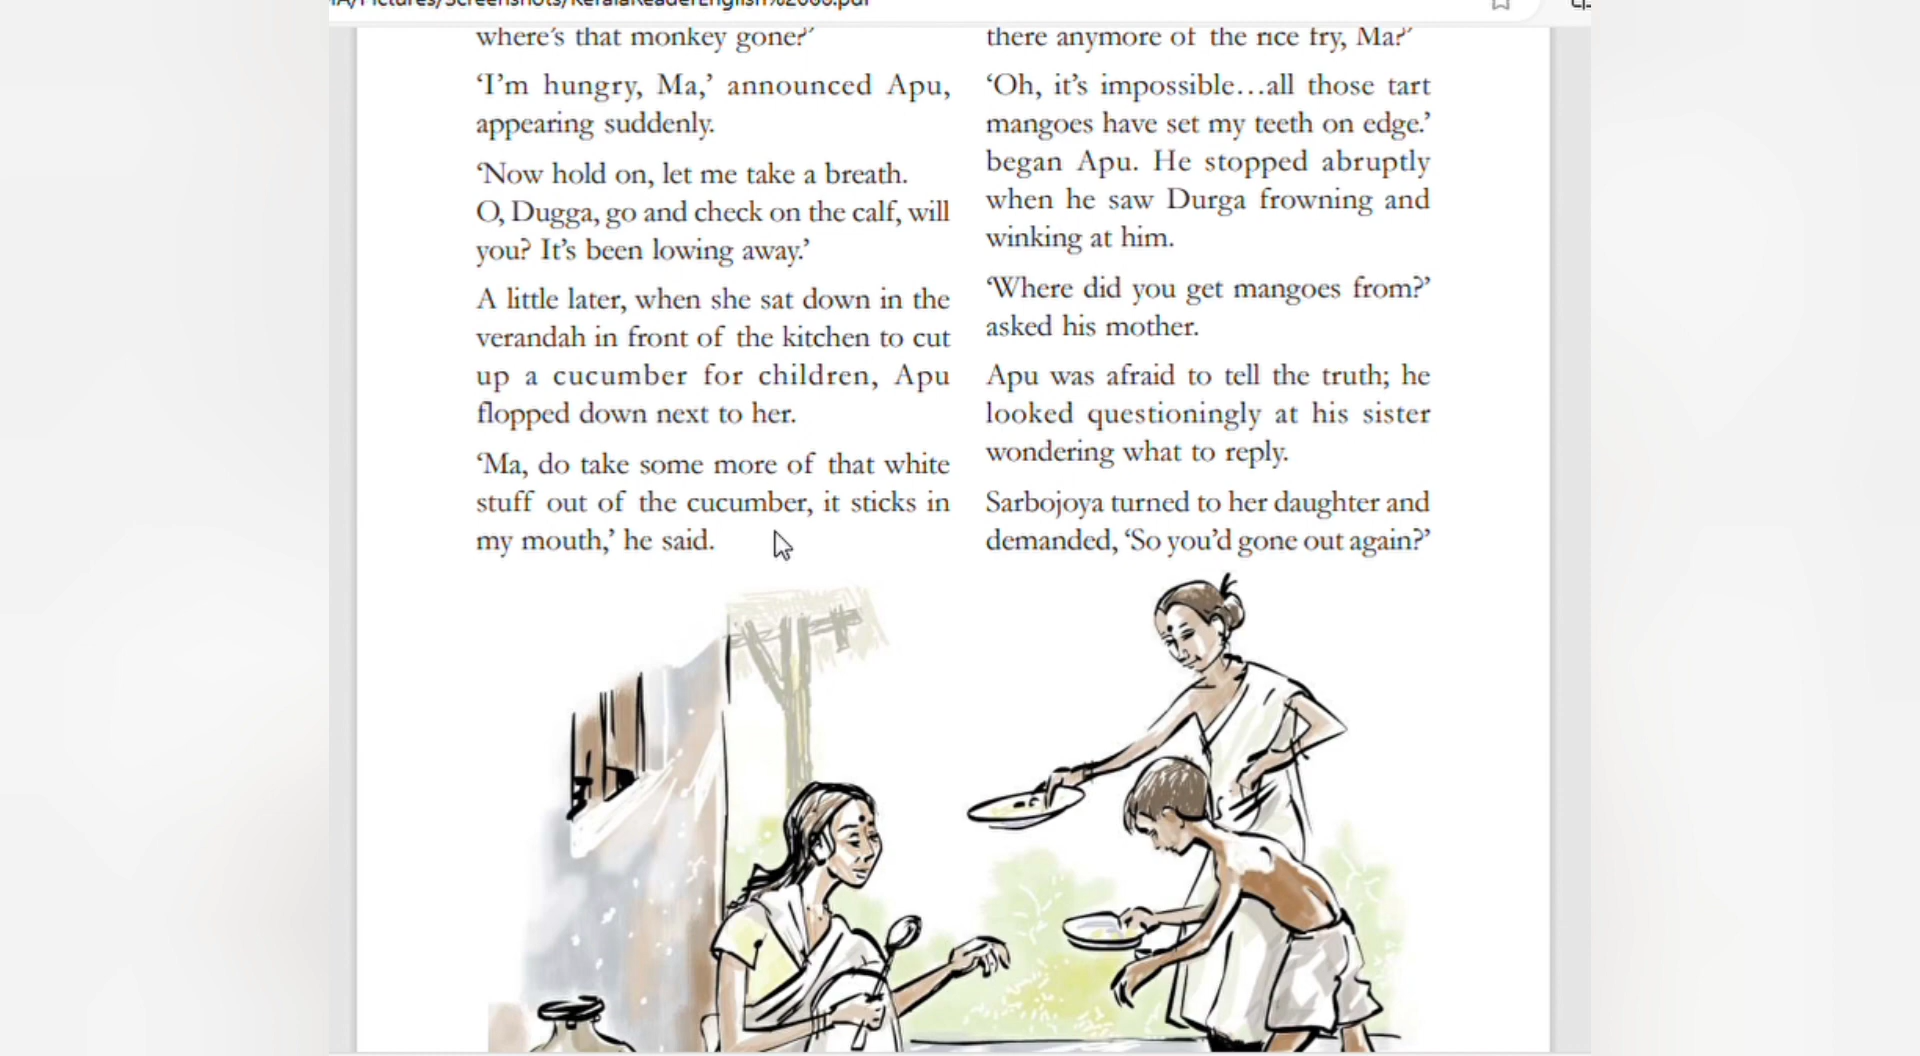 where's that monkey gone?'
'I'm hungry, Ma,' announced Apu,
appearing suddenly.
'Now hold on, let me take a breath.
O, Dugga, go and check on the calf, will
you? It's been lowing away.'
A little later, when she sat down in the
verandah in front of the kitchen to cut
up a cucumber for children, Apu
flopped down next to her.
'Ma, do take some more of that white
stuff out of the cucumber, it sticks in
my mouth,' he said.
there anymore of the rice fry, Ma?'
'Oh, it's impossible...all those tart
mangoes have set my teeth on edge.'
began Apu. He stopped abruptly
when he saw Durga frowning and
winking at him.
'Where did you get mangoes from?'
asked his mother.
Apu was afraid to tell the truth; he
looked questioningly at his sister
wondering what to reply.
Sarbojoya turned to her daughter and
demanded, 'So you'd gone out again?'